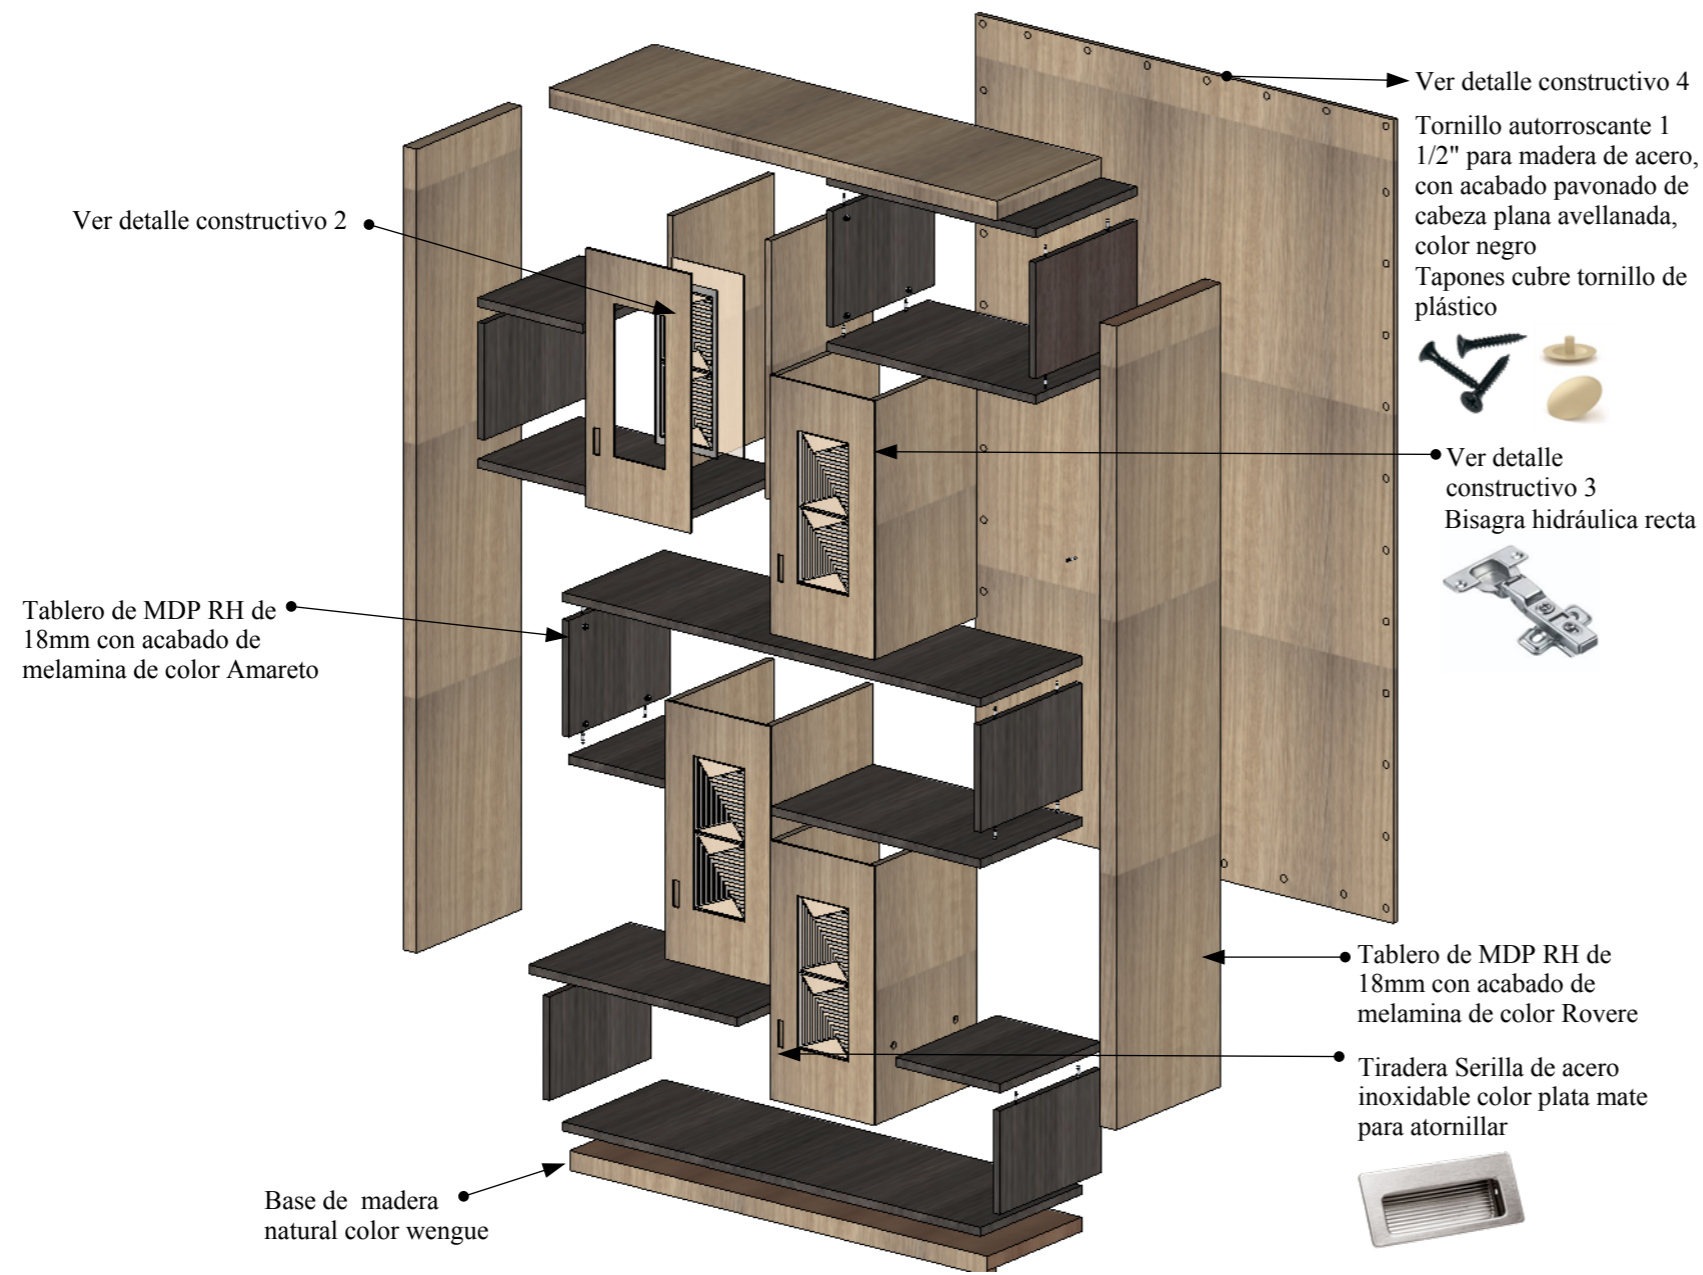 Ver detalle constructivo 4
Tornillo autorroscante 1
1/2" para madera de acero,
con acabado pavonado de
cabeza plana avellanada,
color negro
Tapones cubre tornillo de
plástico
Ver detalle constructivo 2
Ver detalle
constructivo 3
Bisagra hidráulica recta
Tablero de MDP RH de
18mm con acabado de
melamina de color Amareto
Tablero de MDP RH de
18mm con acabado de
melamina de color Rovere
Tiradera Serilla de acero
inoxidable color plata mate
para atornillar
Base de  madera
natural color wengue